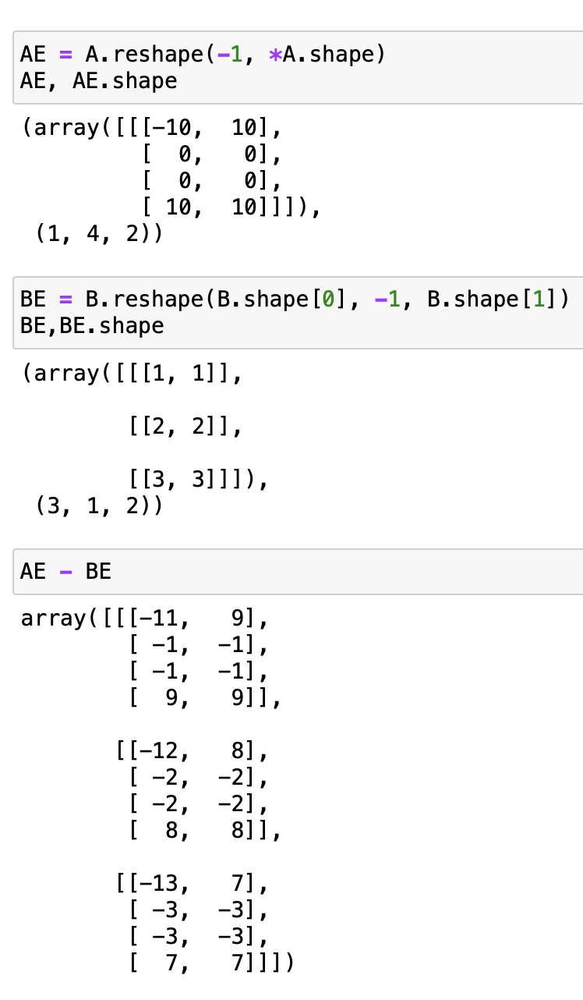 AE = A.reshape(-1, *A.shape)
AE, AE.shape
(array([[[-10,  10],
         [  0,   0],
         [  0,   0],
         [ 10,  10]]]),
 (1, 4, 2))
BE = B.reshape(B.shape[0], -1, B.shape[1])
BE,BE.shape
(array([[[1, 1]],
        [[2, 2]],
        [[3, 3]]]),
 (3, 1, 2))
AE - BE
array([[[-11,   9],
        [ -1,  -1],
        [ -1,  -1],
        [  9,   9]],
       [[-12,   8],
        [ -2,  -2],
        [ -2,  -2],
        [  8,   8]],
       [[-13,   7],
        [ -3,  -3],
        [ -3,  -3],
        [  7,   7]]])